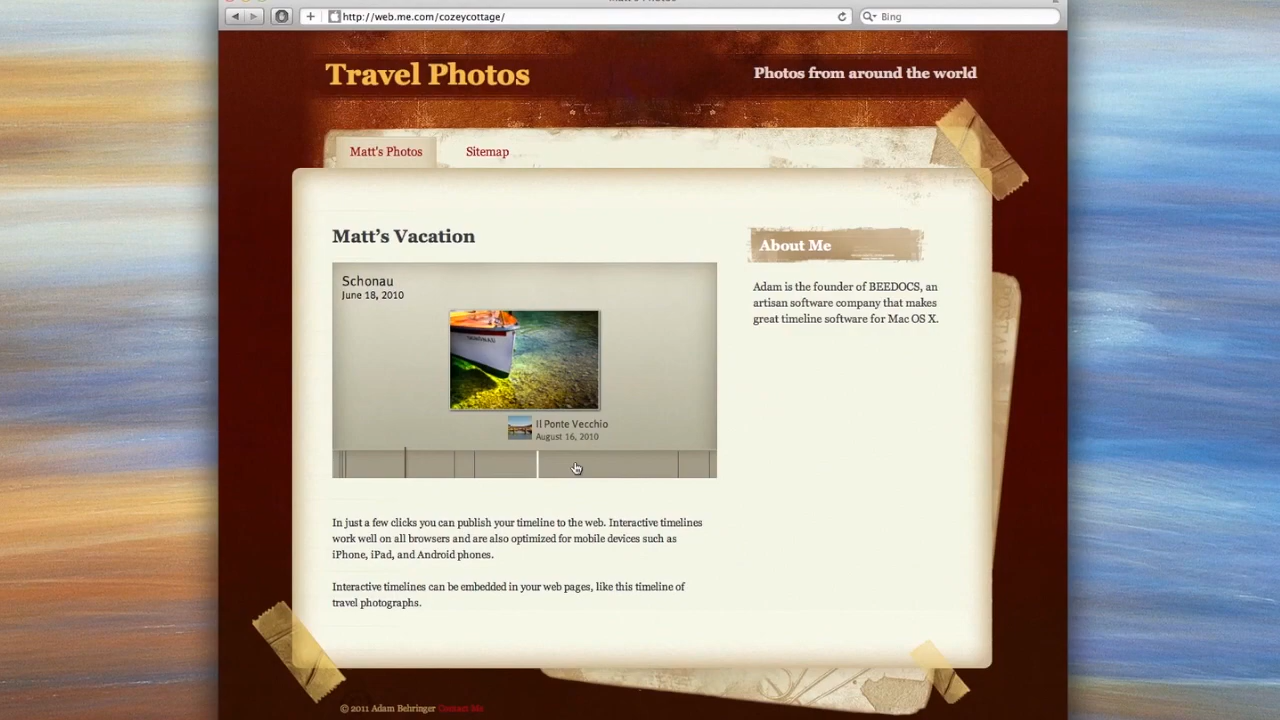 http://web.me.com/cozeycottage/
Bing
Travel Photos
Photos from around the world
Matt's Photos
Sitemap
Matt's Vacation
Schonau
June 18, 2010
Il Ponte Vecchio
August 16, 2010
In just a few clicks you can publish your timeline to the web. Interactive timelines
work well on all browsers and are also optimized for mobile devices such as
iPhone, iPad, and Android phones.
Interactive timelines can be embedded in your web pages, like this timeline of
travel photographs.
About Me
Adam is the founder of BEEDOCS, an
artisan software company that makes
great timeline software for Mac OS X.
© 2011 Adam Behringer Contact Me